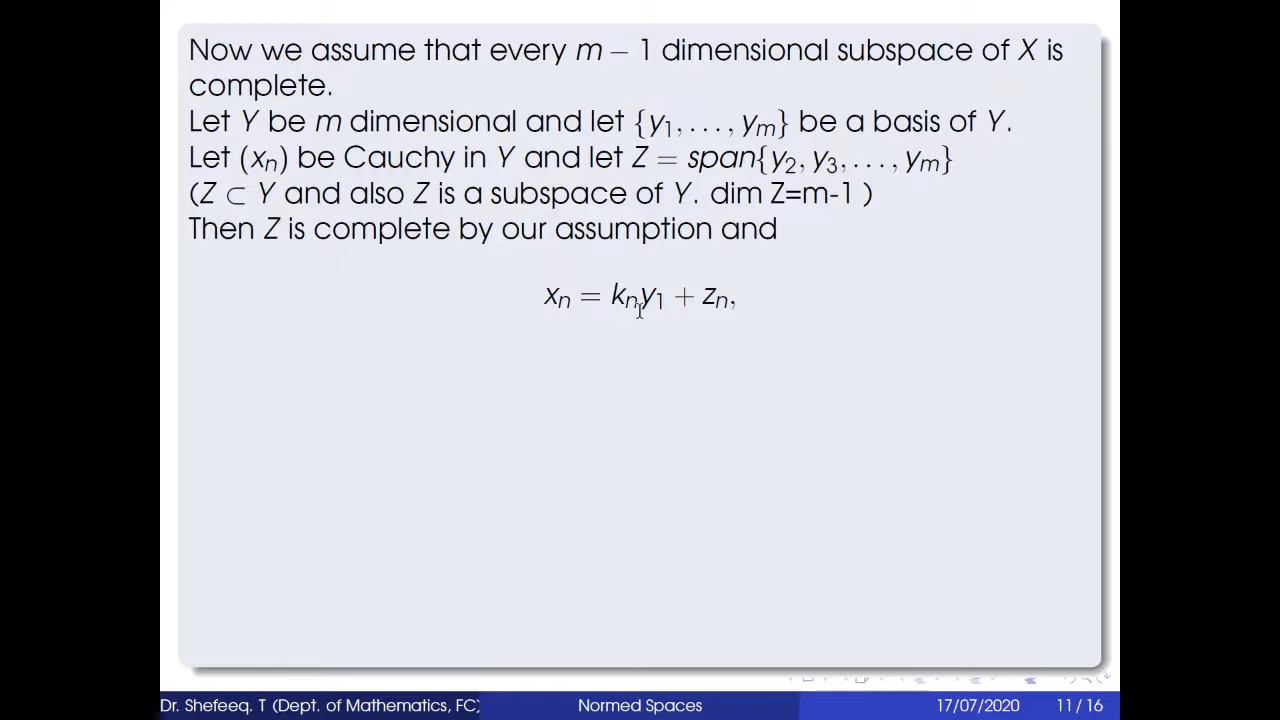 Now we assume that every m − 1 dimensional subspace of X is
complete.
Let Y be m dimensional and let {y₁, . . . , yₘ} be a basis of Y.
Let (xₙ) be Cauchy in Y and let Z = span{y₂, y₃, . . . , yₘ}
(Z ⊂ Y and also Z is a subspace of Y. dim Z=m-1 )
Then Z is complete by our assumption and
xₙ = kₙy₁ + zₙ,
Dr. Shefeeq. T (Dept. of Mathematics, FC) Normed Spaces 17/07/2020 11 / 16